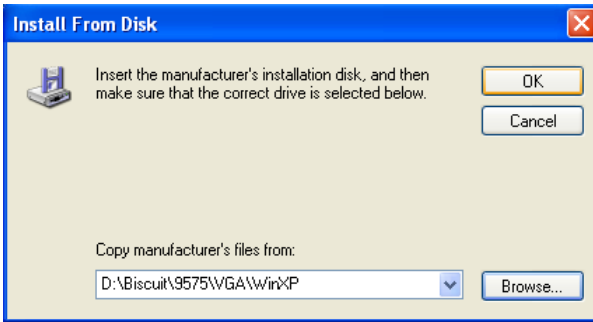 Install From Disk
Insert the manufacturer's installation disk, and then
make sure that the correct drive is selected below.
OK
Cancel
Copy manufacturer's files from:
D:\Biscuit\9575\VGA\WinXP
Browse...